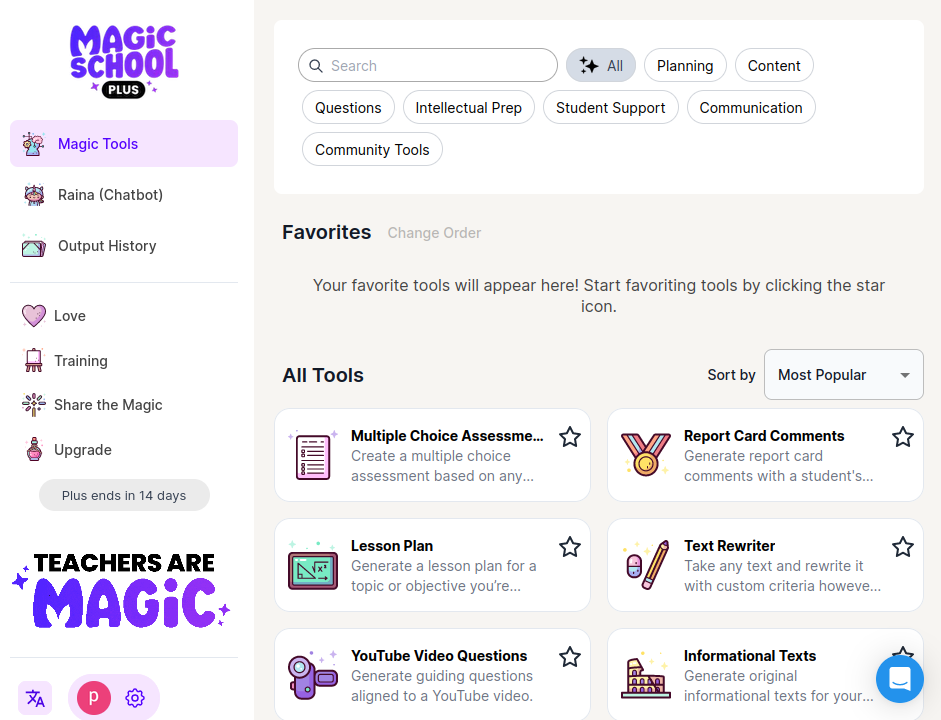 MAGiC
SCHOOL
PLUS
Magic Tools
Raina (Chatbot)
Output History
Love
Training
Share the Magic
Upgrade
Plus ends in 14 days
TEACHERS ARE
MAGiC
p
Search
All
Planning
Content
Questions
Intellectual Prep
Student Support
Communication
Community Tools
Favorites
Change Order
Your favorite tools will appear here! Start favoriting tools by clicking the star
icon.
All Tools
Sort by
Most Popular
Multiple Choice Assessme...
Create a multiple choice
assessment based on any...
Report Card Comments
Generate report card
comments with a student's...
Lesson Plan
Generate a lesson plan for a
topic or objective you’re...
Text Rewriter
Take any text and rewrite it
with custom criteria howeve...
YouTube Video Questions
Generate guiding questions
aligned to a YouTube video.
Informational Texts
Generate original
informational texts for your...